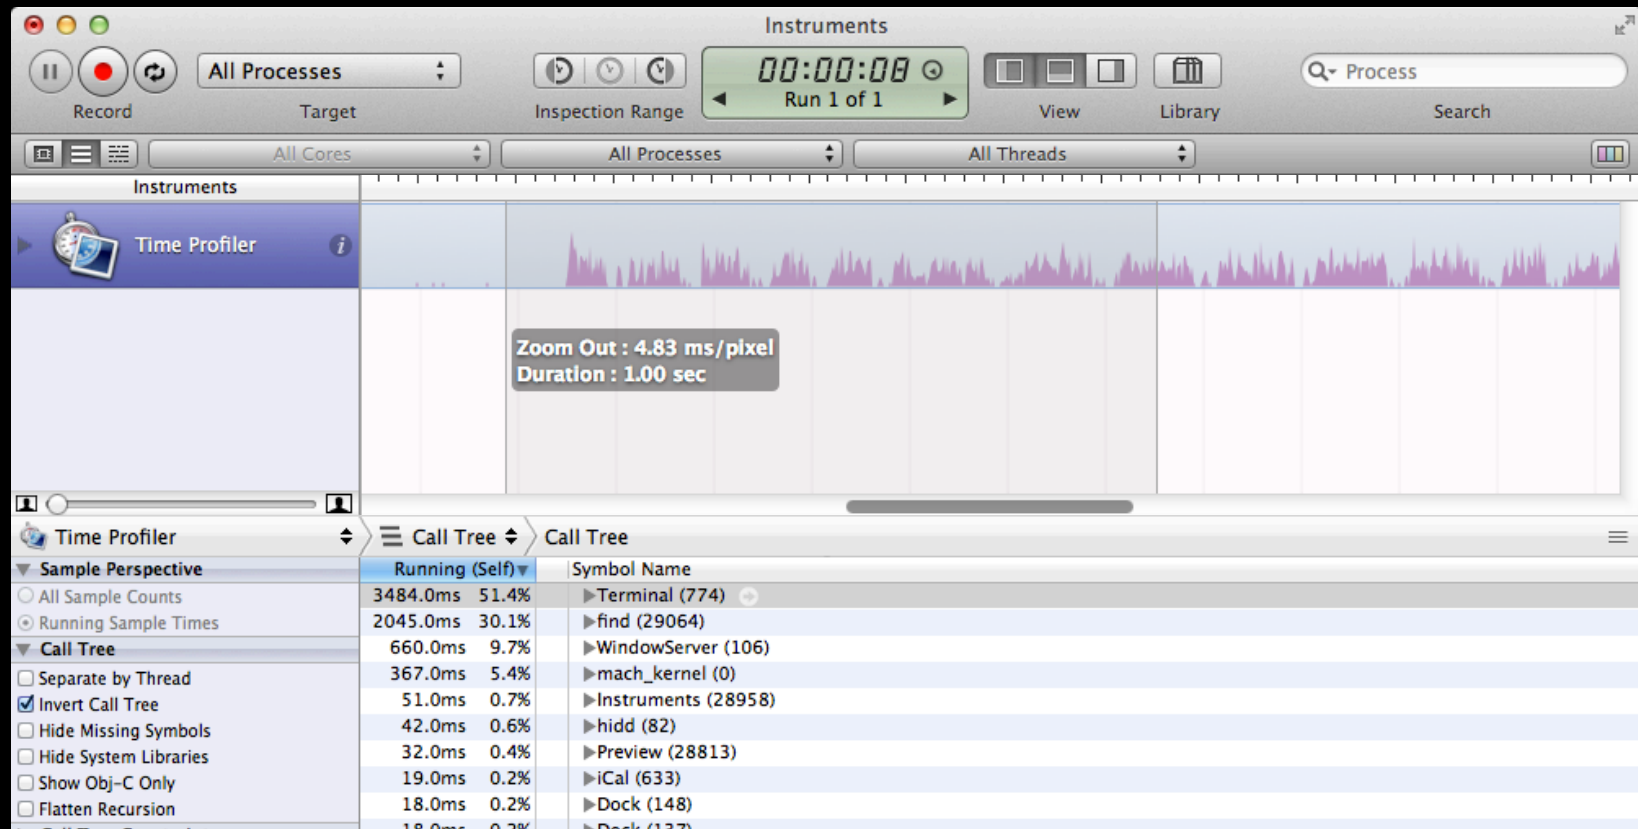 Instruments
All Processes
00:00:08
Run 1 of 1
Process
Record
Target
Inspection Range
View
Library
Search
All Cores
All Processes
All Threads
Instruments
Time Profiler
Zoom Out : 4.83 ms/pixel
Duration : 1.00 sec
Time Profiler
Call Tree
Call Tree
Sample Perspective
All Sample Counts
Running Sample Times
Call Tree
Separate by Thread
Invert Call Tree
Hide Missing Symbols
Hide System Libraries
Show Obj-C Only
Flatten Recursion
Running (Self) Symbol Name
3484.0ms 51.4% Terminal (774)
2045.0ms 30.1% find (29064)
660.0ms 9.7% WindowServer (106)
367.0ms 5.4% mach_kernel (0)
51.0ms 0.7% Instruments (28958)
42.0ms 0.6% hidd (82)
32.0ms 0.4% Preview (28813)
19.0ms 0.2% iCal (633)
18.0ms 0.2% Dock (148)
18.0ms 0.2% Dock (137)